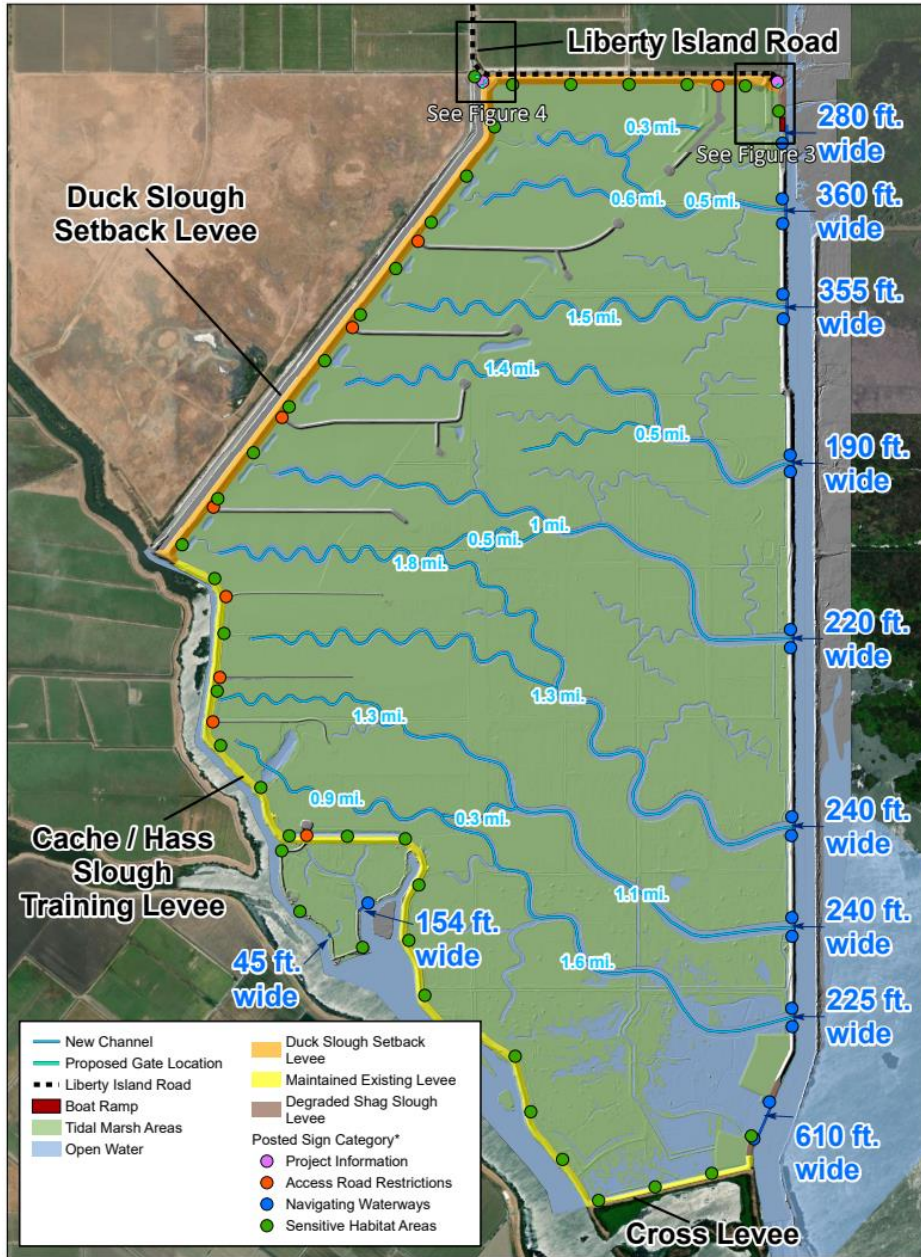 Liberty Island Road
See Figure 4
0.3 mi.
See Figure 3
280 ft.
wide
Duck Slough
Setback Levee
0.6 mi.
0.5 mi.
360 ft.
wide
1.5 mi.
355 ft.
wide
1.4 mi.
0.5 mi.
190 ft.
wide
1 mi.
0.5 mi.
1.8 mi.
220 ft.
wide
1.3 mi.
1.3 mi.
0.9 mi.
0.3 mi.
240 ft.
wide
Cache / Hass
Slough
Training Levee
1.1 mi.
240 ft.
wide
154 ft.
wide
45 ft.
wide
1.6 mi.
225 ft.
wide
610 ft.
wide
Cross Levee
New Channel
Proposed Gate Location
Liberty Island Road
Boat Ramp
Tidal Marsh Areas
Open Water
Duck Slough Setback
Levee
Maintained Existing Levee
Degraded Shag Slough
Levee
Posted Sign Category*
Project Information
Access Road Restrictions
Navigating Waterways
Sensitive Habitat Areas